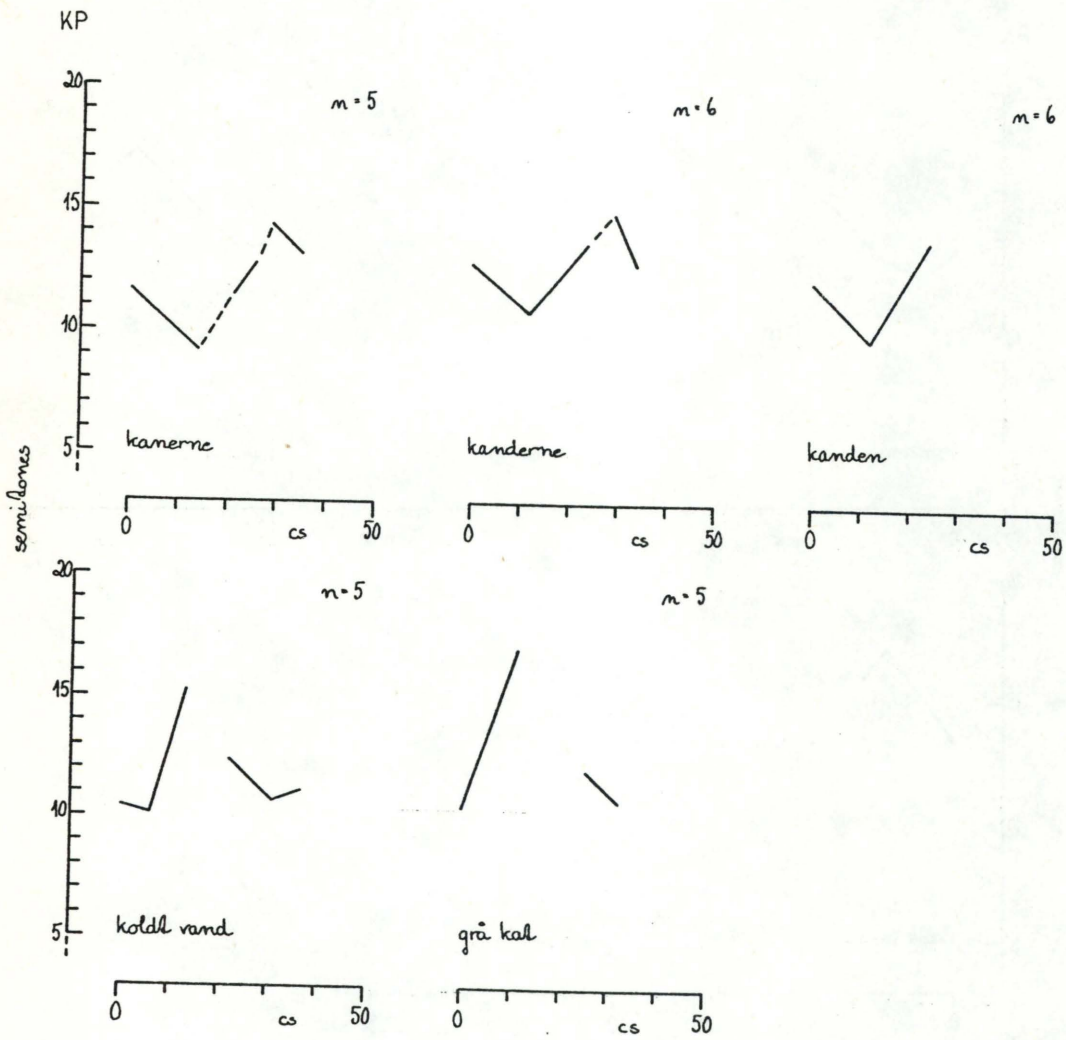 KP
semitones
20
15
10
5
n=5
kanerne
0 cs 50
n=6
kanderne
0 cs 50
n=6
kanden
0 cs 50
20
15
10
5
n=5
koldt vand
0 cs 50
n=5
grå kat
0 cs 50